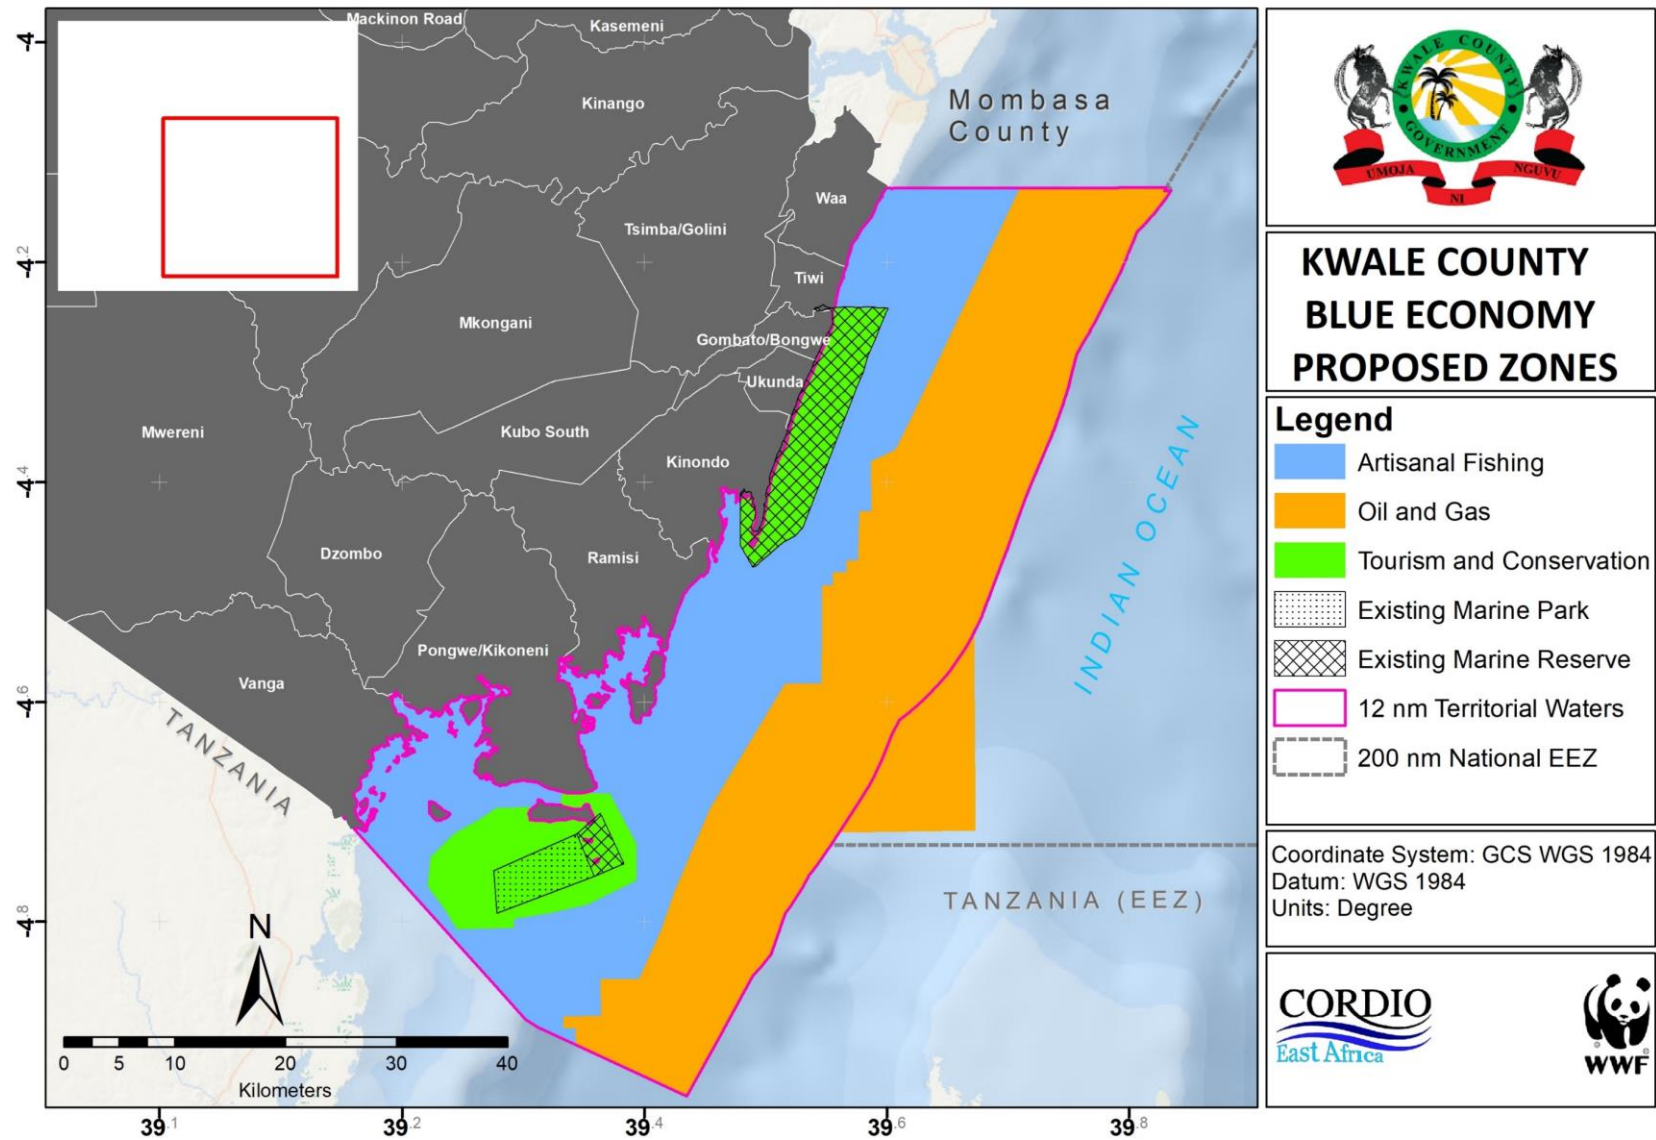 Mackinon Road
Kasemeni
Kinango
Mombasa
County
Waa
Tsimba/Golini
Tiwi
Mkongani
Gombato/Bongwe
Ukunda
Mwereni
Kubo South
Kinondo
Dzombo
Ramisi
Pongwe/Kikoneni
Vanga
TANZANIA
INDIAN OCEAN
TANZANIA (EEZ)
N
0 5 10 20 30 40
Kilometers
-4
-4.2
-4.4
-4.6
-4.8
39.1 39.2 39.4 39.6 39.8
KWALE COUNTY
GOVERNMENT
UMOJA
NI
NGUVU
KWALE COUNTY
BLUE ECONOMY
PROPOSED ZONES
Legend
Artisanal Fishing
Oil and Gas
Tourism and Conservation
Existing Marine Park
Existing Marine Reserve
12 nm Territorial Waters
200 nm National EEZ
Coordinate System: GCS WGS 1984
Datum: WGS 1984
Units: Degree
CORDIO
East Africa
WWF